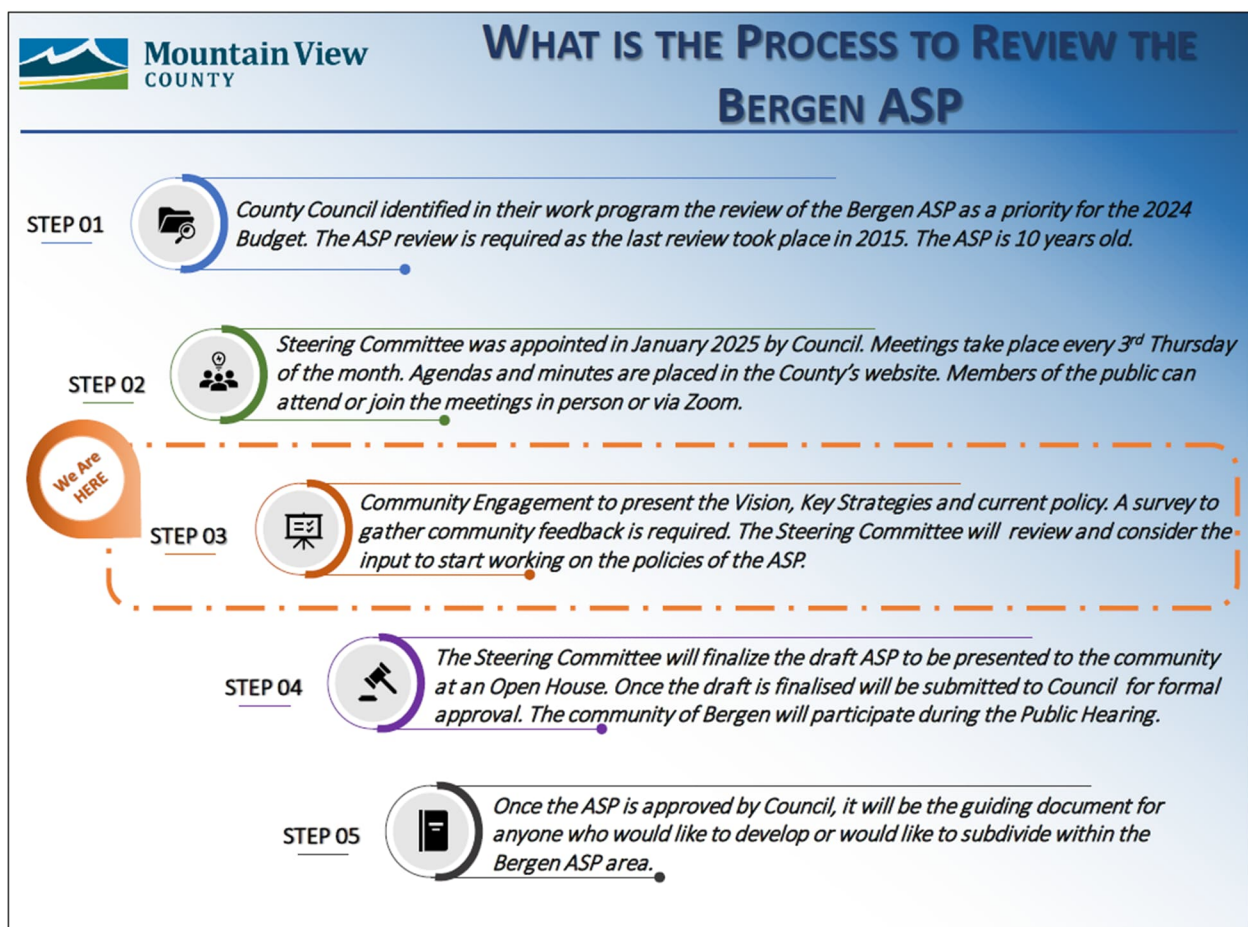 Mountain View
COUNTY
WHAT IS THE PROCESS TO REVIEW THE
BERGEN ASP
STEP 01
County Council identified in their work program the review of the Bergen ASP as a priority for the 2024
Budget. The ASP review is required as the last review took place in 2015. The ASP is 10 years old.
STEP 02
Steering Committee was appointed in January 2025 by Council. Meetings take place every 3rd Thursday
of the month. Agendas and minutes are placed in the County's website. Members of the public can
attend or join the meetings in person or via Zoom.
We Are
HERE
STEP 03
Community Engagement to present the Vision, Key Strategies and current policy. A survey to
gather community feedback is required. The Steering Committee will review and consider the
input to start working on the policies of the ASP.
STEP 04
The Steering Committee will finalize the draft ASP to be presented to the community
at an Open House. Once the draft is finalised will be submitted to Council for formal
approval. The community of Bergen will participate during the Public Hearing.
STEP 05
Once the ASP is approved by Council, it will be the guiding document for
anyone who would like to develop or would like to subdivide within the
Bergen ASP area.